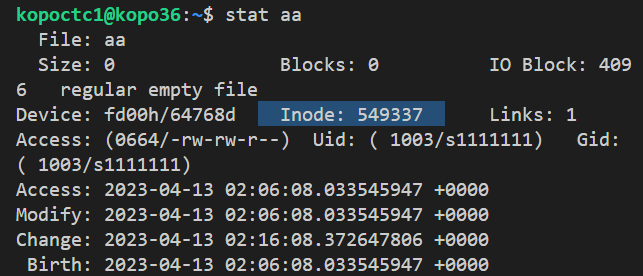 kopoctc1@kopo36:~$ stat aa
  File: aa
  Size: 0               Blocks: 0          IO Block: 409
6   regular empty file
Device: fd00h/64768d    Inode: 549337      Links: 1
Access: (0664/-rw-rw-r--)  Uid: ( 1003/s1111111)   Gid:
( 1003/s1111111)
Access: 2023-04-13 02:06:08.033545947 +0000
Modify: 2023-04-13 02:06:08.033545947 +0000
Change: 2023-04-13 02:16:08.372647806 +0000
 Birth: 2023-04-13 02:06:08.033545947 +0000